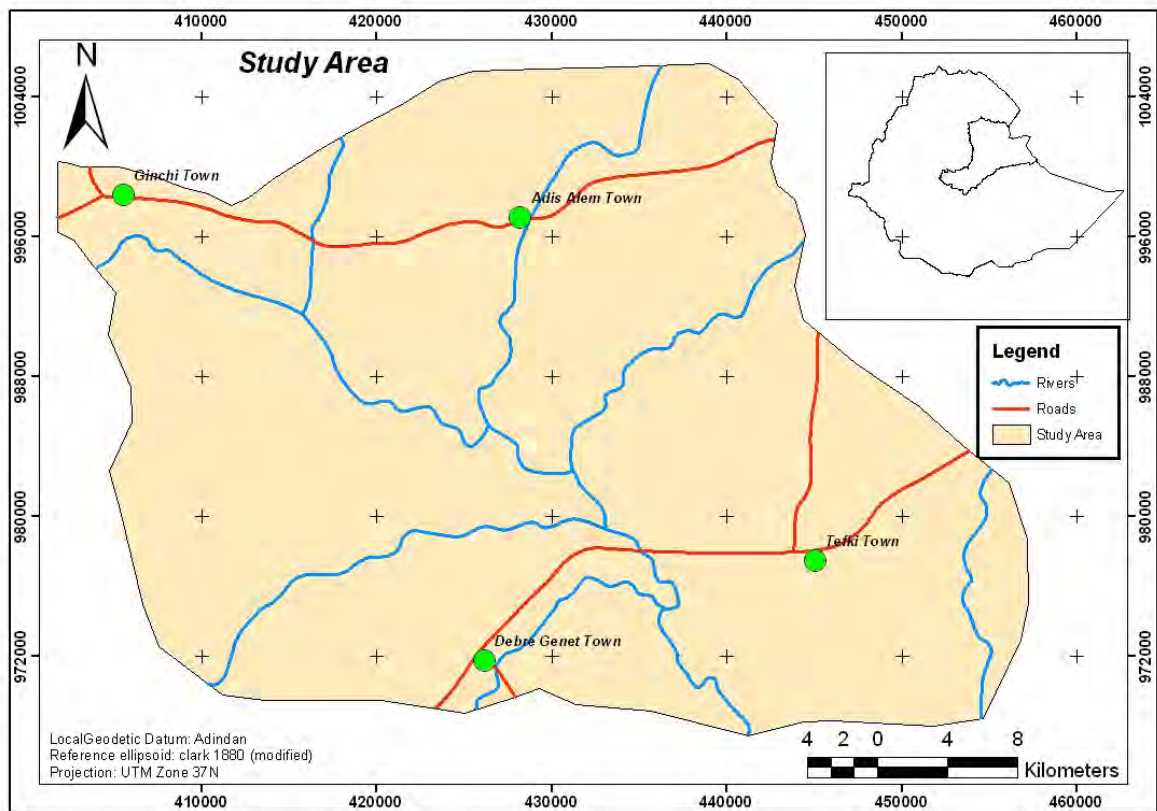 410000 420000 430000 440000 450000 460000
N
Study Area
1004000 1004000
Ginchi Town
Adis Alem Town
996000 996000
Legend
Rivers
Roads
Study Area
988000 988000
980000 980000
Tefki Town
Debre Genet Town
972000 972000
LocalGeodetic Datum: Adindan
Reference ellipsoid: clark 1880 (modified)
Projection: UTM Zone 37N
4 2 0 4 8
Kilometers
410000 420000 430000 440000 450000 460000